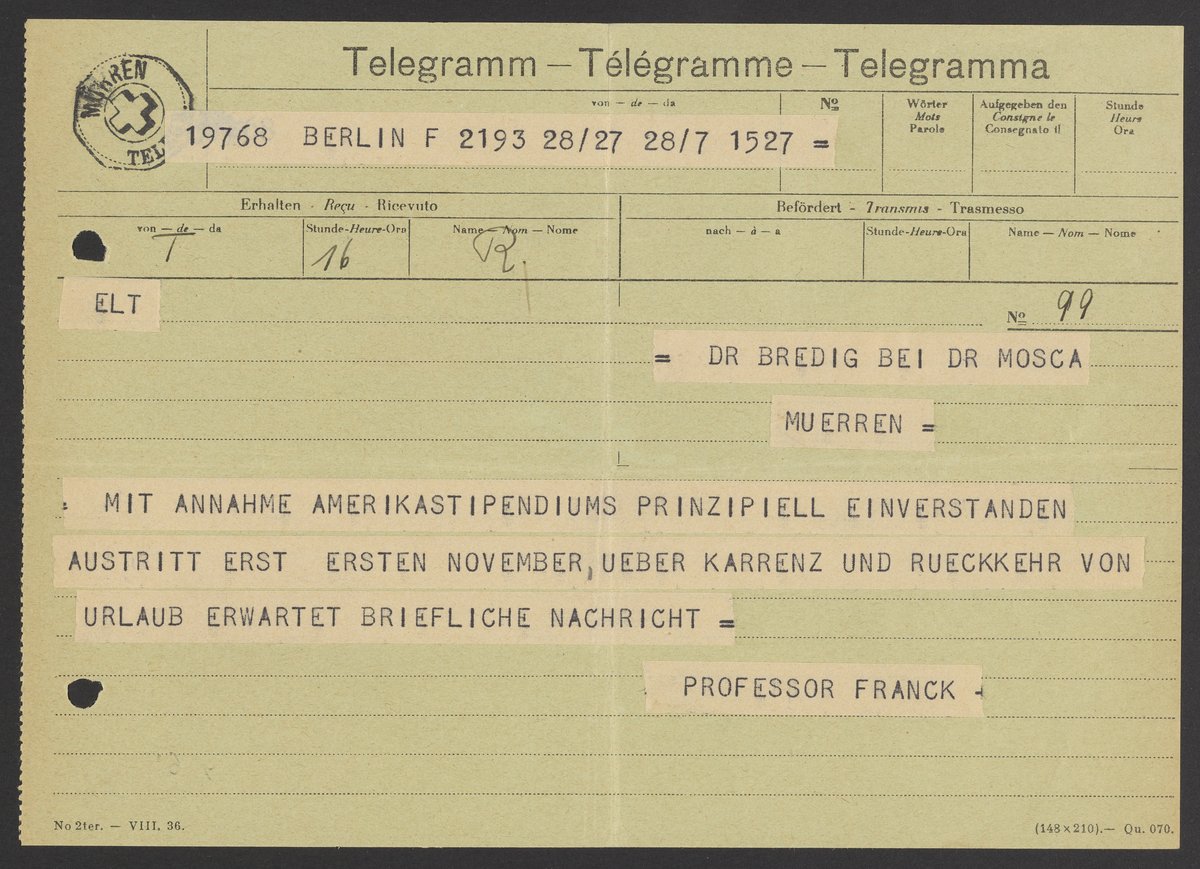 MÜRREN
Telegramm — Télégramme — Telegramma
TEL
von — de — da
Nº
Wörter
Mots
Parole
Aufgegeben den
Consigne le
Consegnato il
Stunde
Heure
Ora
19768 BERLIN F 2193 28/27 28/7 1527 =
Erhalten - Reçu - Ricevuto
Befördert - Transmis - Trasmesso
von — de — da
Stunde-Heure-Ora
Name — Nom — Nome
nach — à — a
Stunde-Heure-Ora
Name — Nom — Nome
T
16
R.
ELT
Nº 99
= DR BREDIG BEI DR MOSCA
MUERREN =
MIT ANNAHME AMERIKASTIPENDIUMS PRINZIPIELL EINVERSTANDEN
AUSTRITT ERST ERSTEN NOVEMBER, UEBER KARRENZ UND RUECKKEHR VON
URLAUB ERWARTET BRIEFLICHE NACHRICHT =
PROFESSOR FRANCK -
No 2ter. — VIII. 36.
(148×210).— Qu. 070.